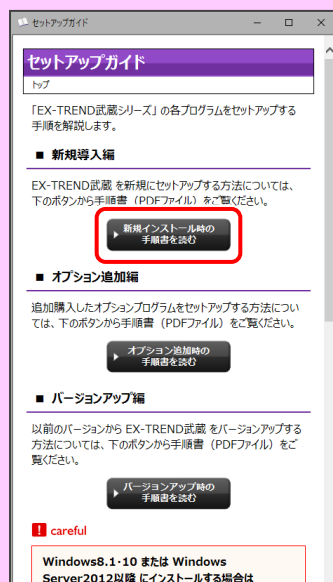 セットアップガイド
セットアップガイド
トップ
「EX-TREND武蔵シリーズ」の各プログラムをセットアップする
手順を解説します。
■ 新規導入編
EX-TREND武蔵 を新規にセットアップする方法については、
下のボタンから手順書（PDFファイル）をご覧ください。
新規インストール時の
手順書を読む
■ オプション追加編
追加購入したオプションプログラムをセットアップする方法につい
ては、下のボタンから手順書（PDFファイル）をご覧ください。
オプション追加時の
手順書を読む
■ バージョンアップ編
以前のバージョンから EX-TREND武蔵 をバージョンアップする
方法については、下のボタンから手順書（PDFファイル）をご
覧ください。
バージョンアップ時の
手順書を読む
! careful
Windows8.1･10 または Windows
Server2012以降 にインストールする場合は